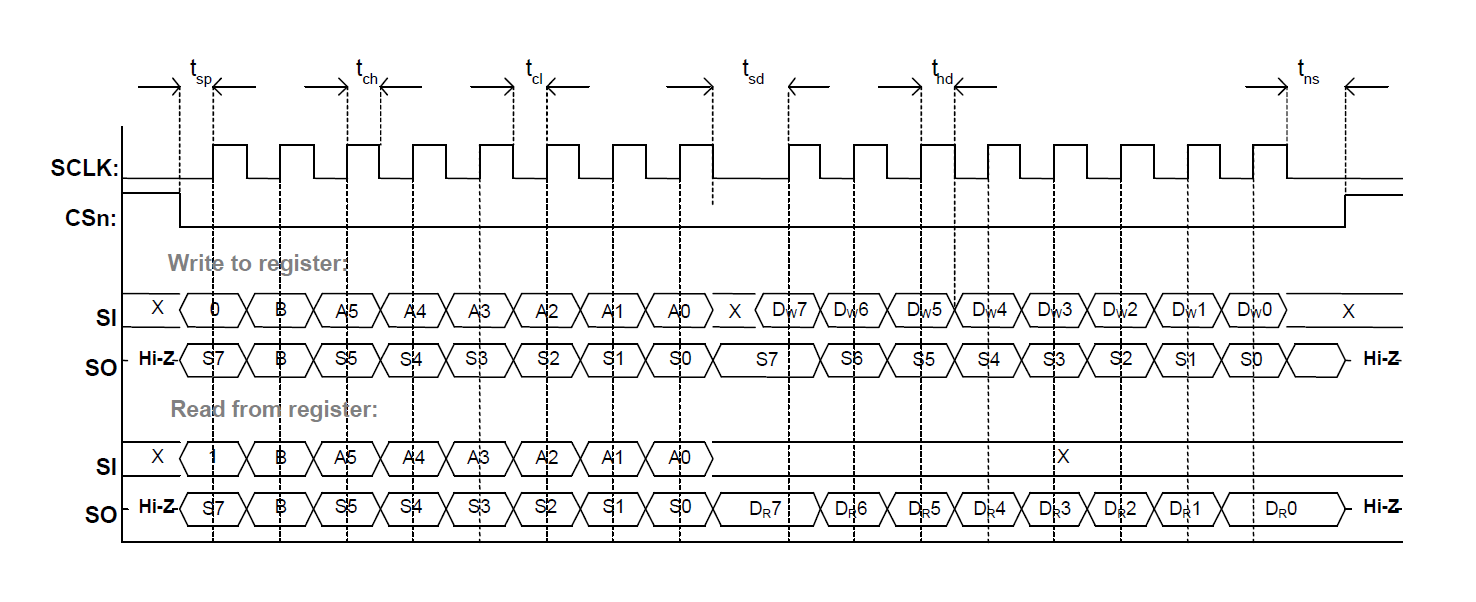 tsp tch tcl tsd thd tns
SCLK:
CSn:
Write to register:
SI X 0 B A5 A4 A3 A2 A1 A0 X DW7 DW6 DW5 DW4 DW3 DW2 DW1 DW0 X
SO Hi-Z S7 B S5 S4 S3 S2 S1 S0 S7 S6 S5 S4 S3 S2 S1 S0 Hi-Z
Read from register:
SI X 1 B A5 A4 A3 A2 A1 A0 X
SO Hi-Z S7 B S5 S4 S3 S2 S1 S0 DR7 DR6 DR5 DR4 DR3 DR2 DR1 DR0 Hi-Z